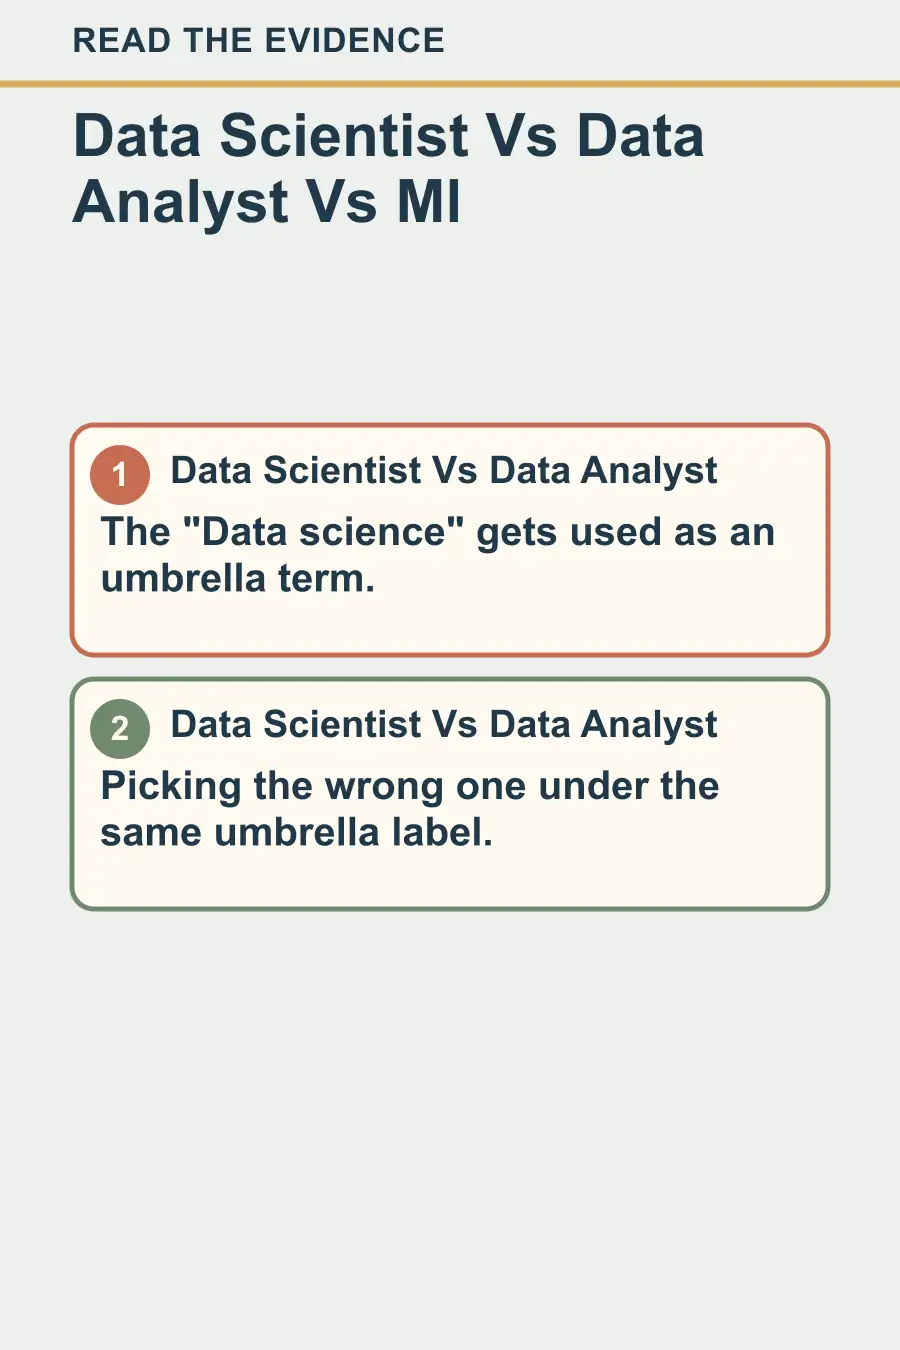 READ THE EVIDENCE
Data Scientist Vs Data
Analyst Vs Ml
1
Data Scientist Vs Data Analyst
The "Data science" gets used as an
umbrella term.
2
Data Scientist Vs Data Analyst
Picking the wrong one under the
same umbrella label.